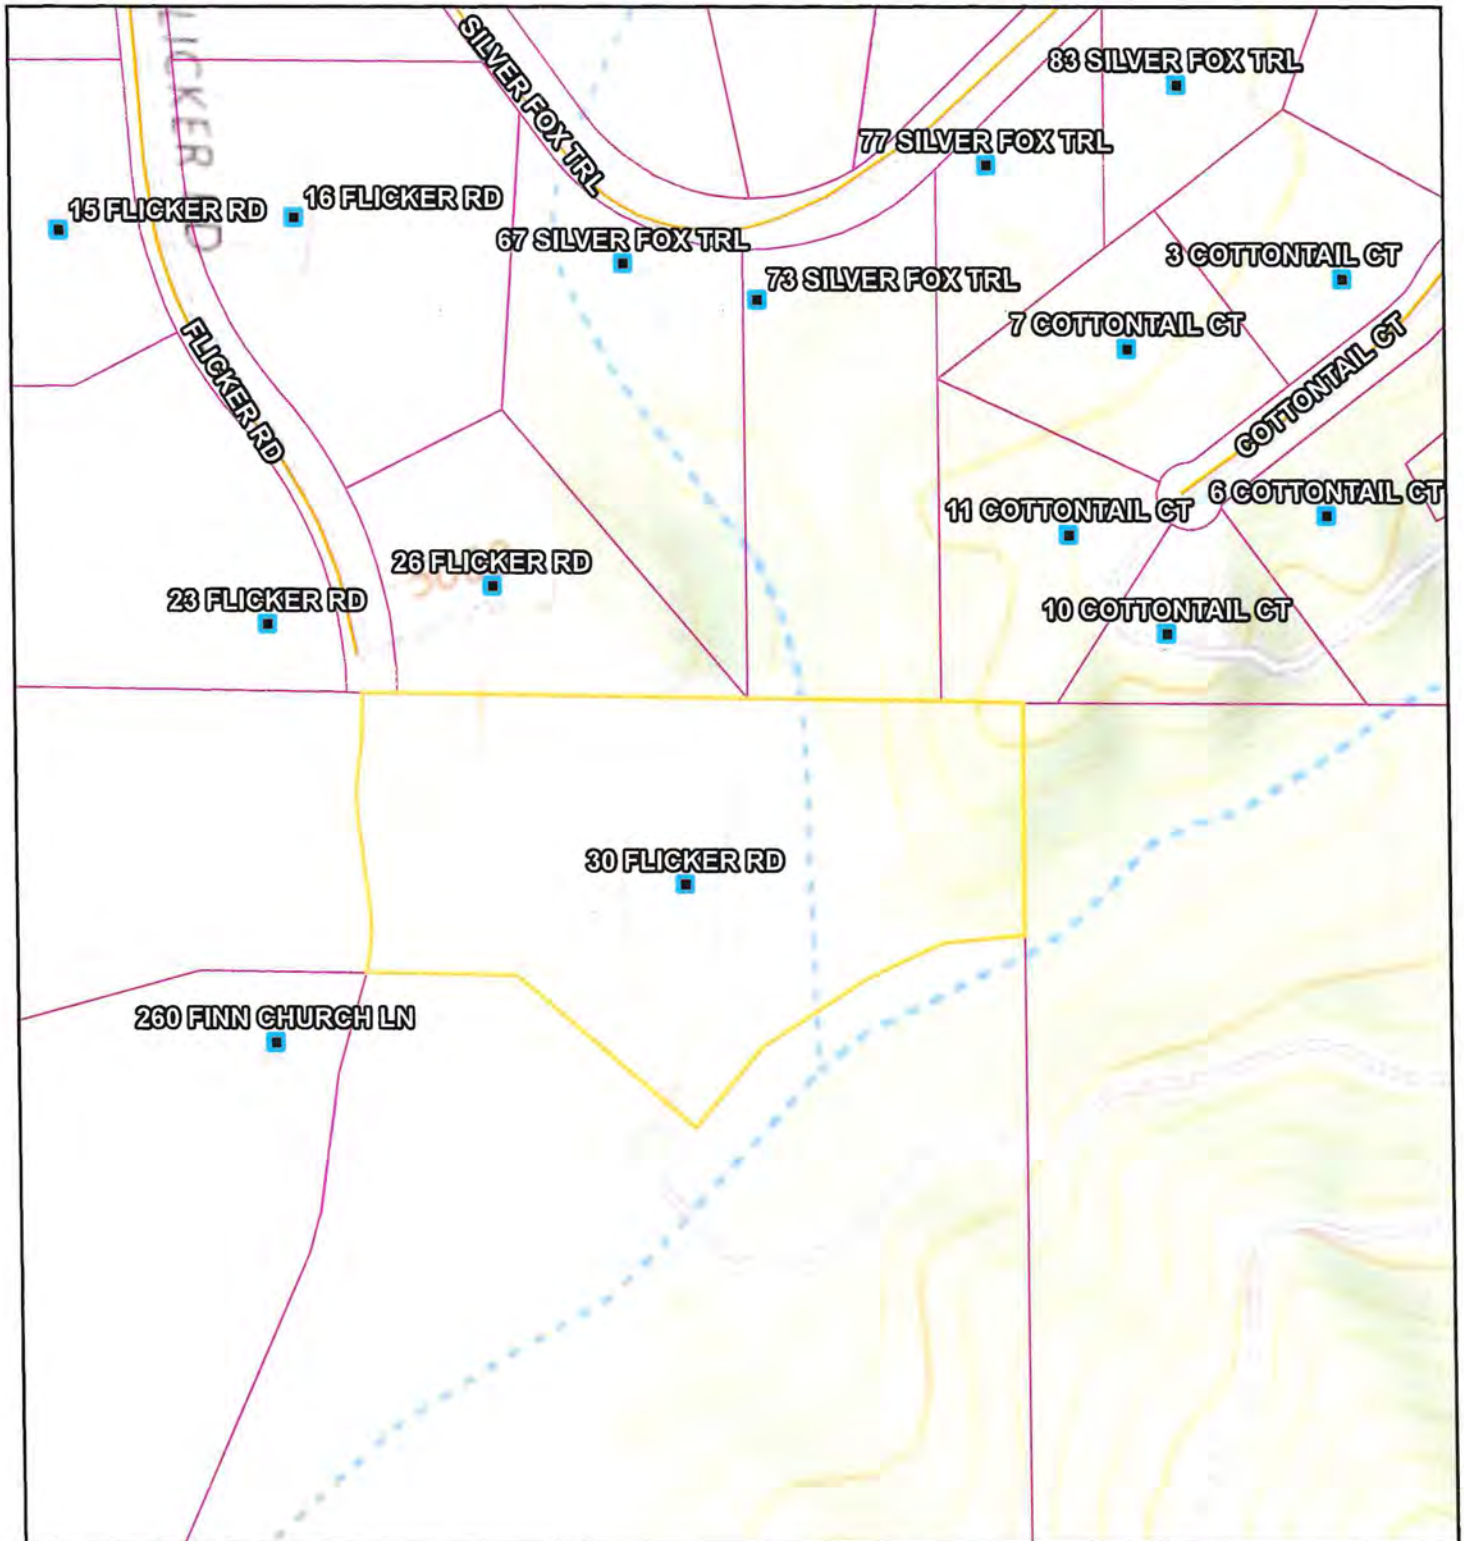 LICKER RD
SILVER FOX TRL
83 SILVER FOX TRL
77 SILVER FOX TRL
15 FLICKER RD
16 FLICKER RD
67 SILVER FOX TRL
73 SILVER FOX TRL
3 COTTONTAIL CT
7 COTTONTAIL CT
FLICKER RD
COTTONTAIL CT
6 COTTONTAIL CT
11 COTTONTAIL CT
26 FLICKER RD
23 FLICKER RD
10 COTTONTAIL CT
30 FLICKER RD
260 FINN CHURCH LN